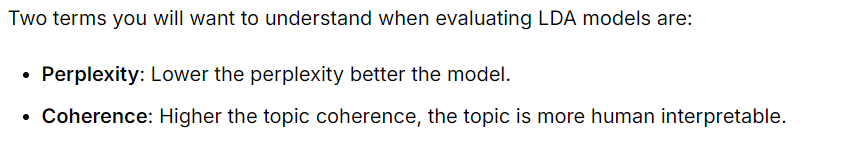 Two terms you will want to understand when evaluating LDA models are:
• Perplexity: Lower the perplexity better the model.
• Coherence: Higher the topic coherence, the topic is more human interpretable.